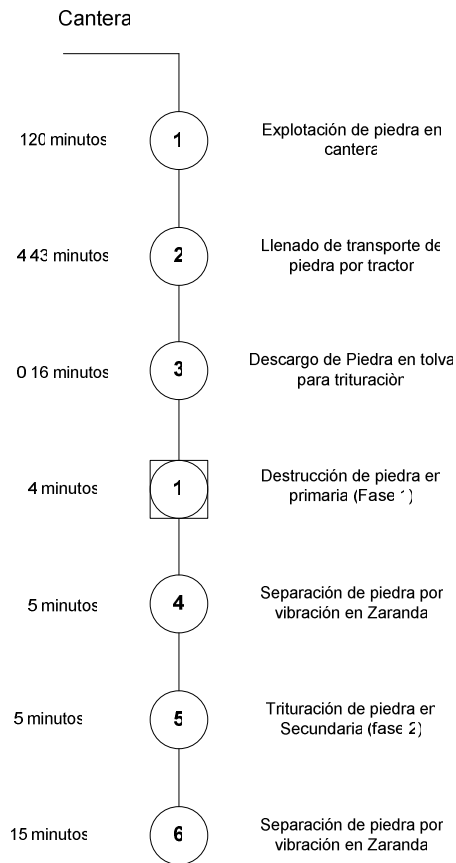 Cantera
120 minutos
1
Explotación de piedra en
cantera
4 43 minutos
2
Llenado de transporte de
piedra por tractor
0 16 minutos
3
Descargo de Piedra en tolva
para trituraciòn
4 minutos
1
Destrucción de piedra en
primaria (Fase 1)
5 minutos
4
Separación de piedra por
vibración en Zaranda
5 minutos
5
Trituración de piedra en
Secundaria (fase 2)
15 minutos
6
Separación de piedra por
vibración en Zaranda